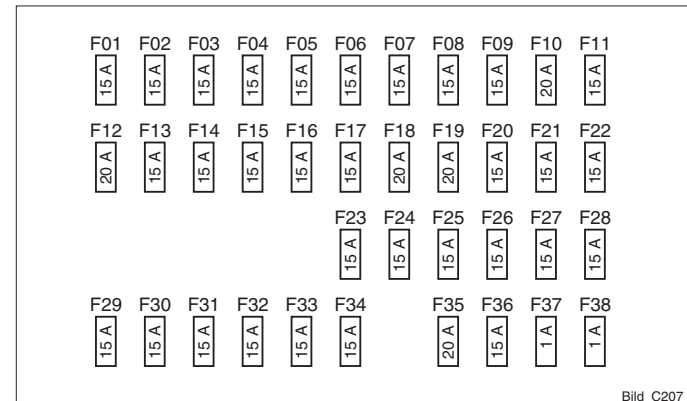 F01 F02 F03 F04 F05 F06 F07 F08 F09 F10 F11
15 A 15 A 15 A 15 A 15 A 15 A 15 A 15 A 15 A 20 A 15 A
F12 F13 F14 F15 F16 F17 F18 F19 F20 F21 F22
20 A 15 A 15 A 15 A 15 A 15 A 20 A 20 A 15 A 15 A 15 A
F23 F24 F25 F26 F27 F28
15 A 15 A 15 A 15 A 15 A 15 A
F29 F30 F31 F32 F33 F34 F35 F36 F37 F38
15 A 15 A 15 A 15 A 15 A 15 A 20 A 15 A 1 A 1 A
Bild C207